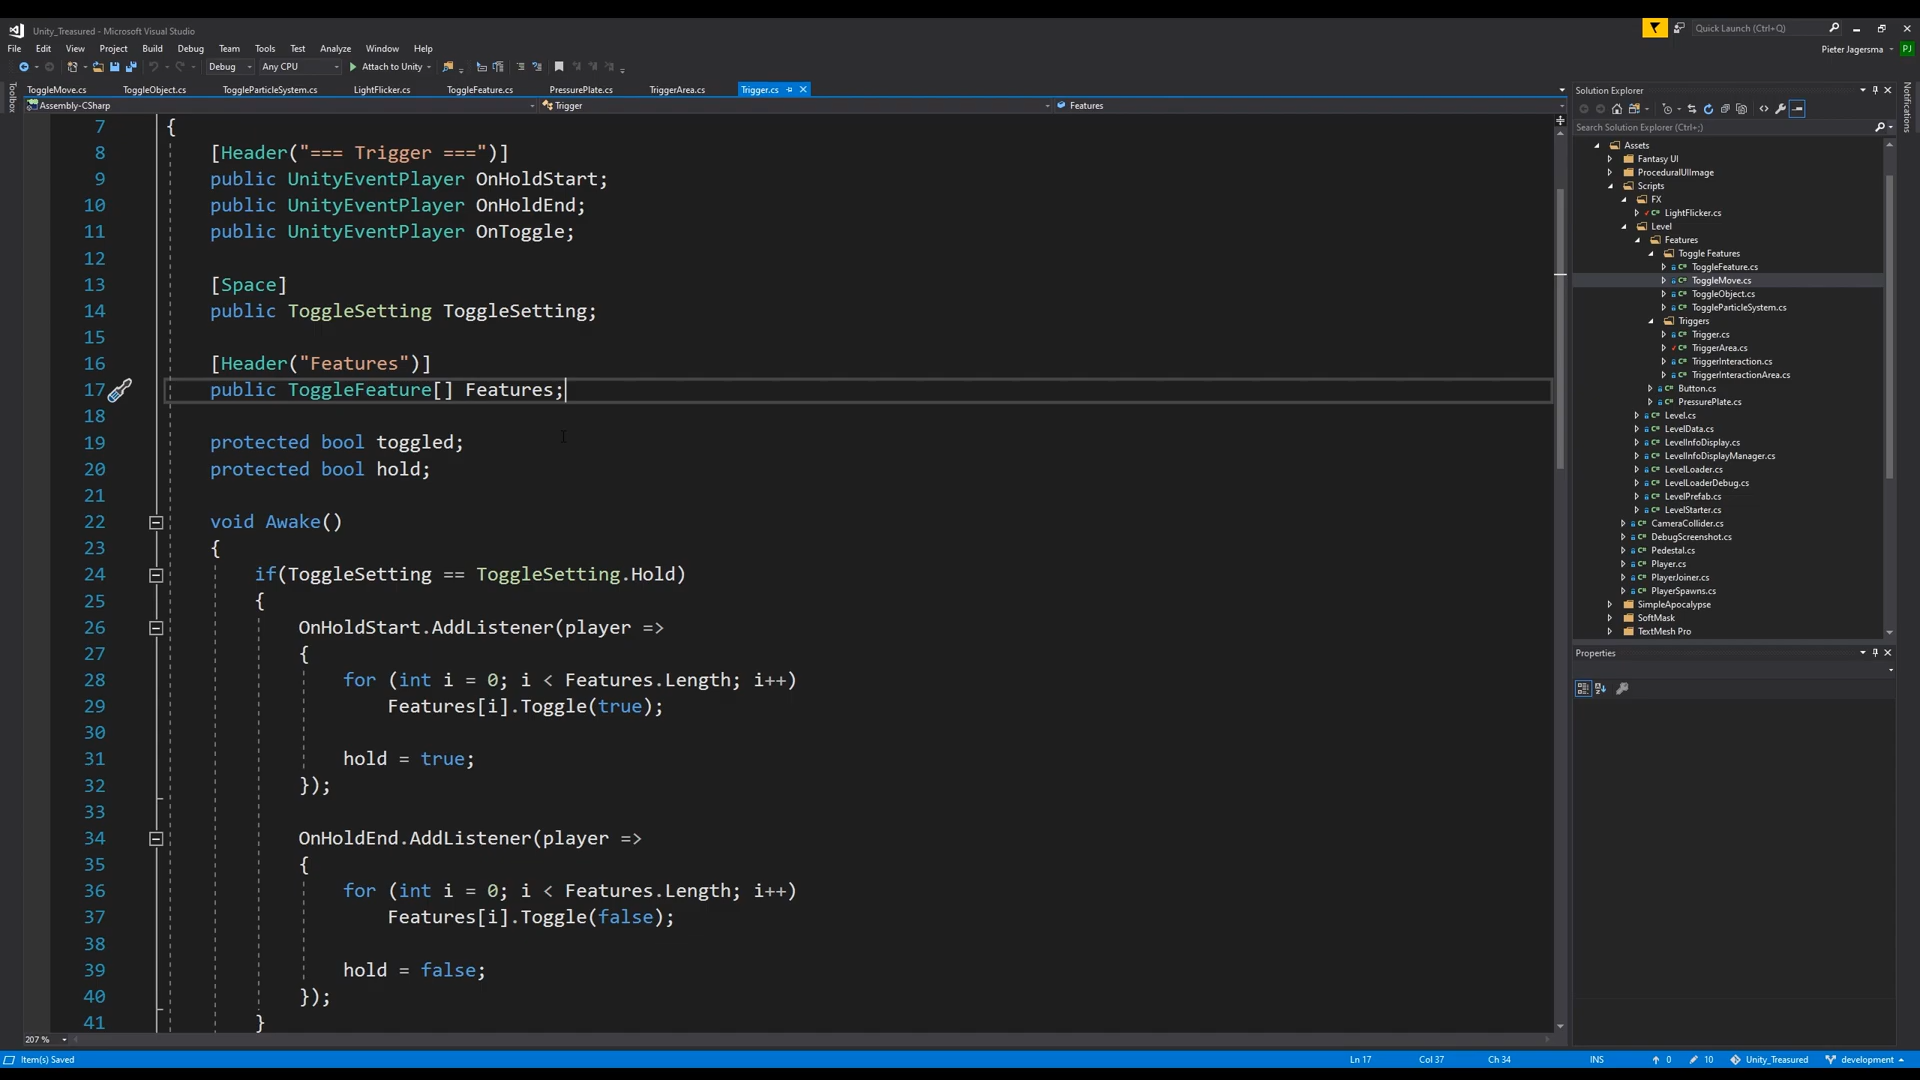 Unity_Treasured - Microsoft Visual Studio
Quick Launch (Ctrl+Q)
File Edit View Project Build Debug Team Tools Test Analyze Window Help
Pieter Jagersma PJ
Debug Any CPU Attach to Unity
Toolbox
ToggleMove.cs ToggleObject.cs ToggleParticleSystem.cs LightFlicker.cs ToggleFeature.cs PressurePlate.cs TriggerArea.cs Trigger.cs
Assembly-CSharp Trigger Features
7 {
8 [Header("=== Trigger ===")]
9 public UnityEventPlayer OnHoldStart;
10 public UnityEventPlayer OnHoldEnd;
11 public UnityEventPlayer OnToggle;
12
13 [Space]
14 public ToggleSetting ToggleSetting;
15
16 [Header("Features")]
17 public ToggleFeature[] Features;
18
19 protected bool toggled;
20 protected bool hold;
21
22 void Awake()
23 {
24 if(ToggleSetting == ToggleSetting.Hold)
25 {
26 OnHoldStart.AddListener(player =>
27 {
28 for (int i = 0; i < Features.Length; i++)
29 Features[i].Toggle(true);
30
31 hold = true;
32 });
33
34 OnHoldEnd.AddListener(player =>
35 {
36 for (int i = 0; i < Features.Length; i++)
37 Features[i].Toggle(false);
38
39 hold = false;
40 });
41 }
207 %
Solution Explorer
Search Solution Explorer (Ctrl+;)
Assets
Fantasy UI
ProceduralUIImage
Scripts
FX
C# LightFlicker.cs
Level
Features
Toggle Features
C# ToggleFeature.cs
C# ToggleMove.cs
C# ToggleObject.cs
C# ToggleParticleSystem.cs
Triggers
C# Trigger.cs
C# TriggerArea.cs
C# TriggerInteraction.cs
C# TriggerInteractionArea.cs
C# Button.cs
C# PressurePlate.cs
C# Level.cs
C# LevelData.cs
C# LevelInfoDisplay.cs
C# LevelInfoDisplayManager.cs
C# LevelLoader.cs
C# LevelLoaderDebug.cs
C# LevelPrefab.cs
C# LevelStarter.cs
C# CameraCollider.cs
C# DebugScreenshot.cs
C# Pedestal.cs
C# Player.cs
C# PlayerJoiner.cs
C# PlayerSpawns.cs
SimpleApocalypse
SoftMask
TextMesh Pro
Notifications
Properties
Item(s) Saved Ln 17 Col 37 Ch 34 INS 0 10 Unity_Treasured development